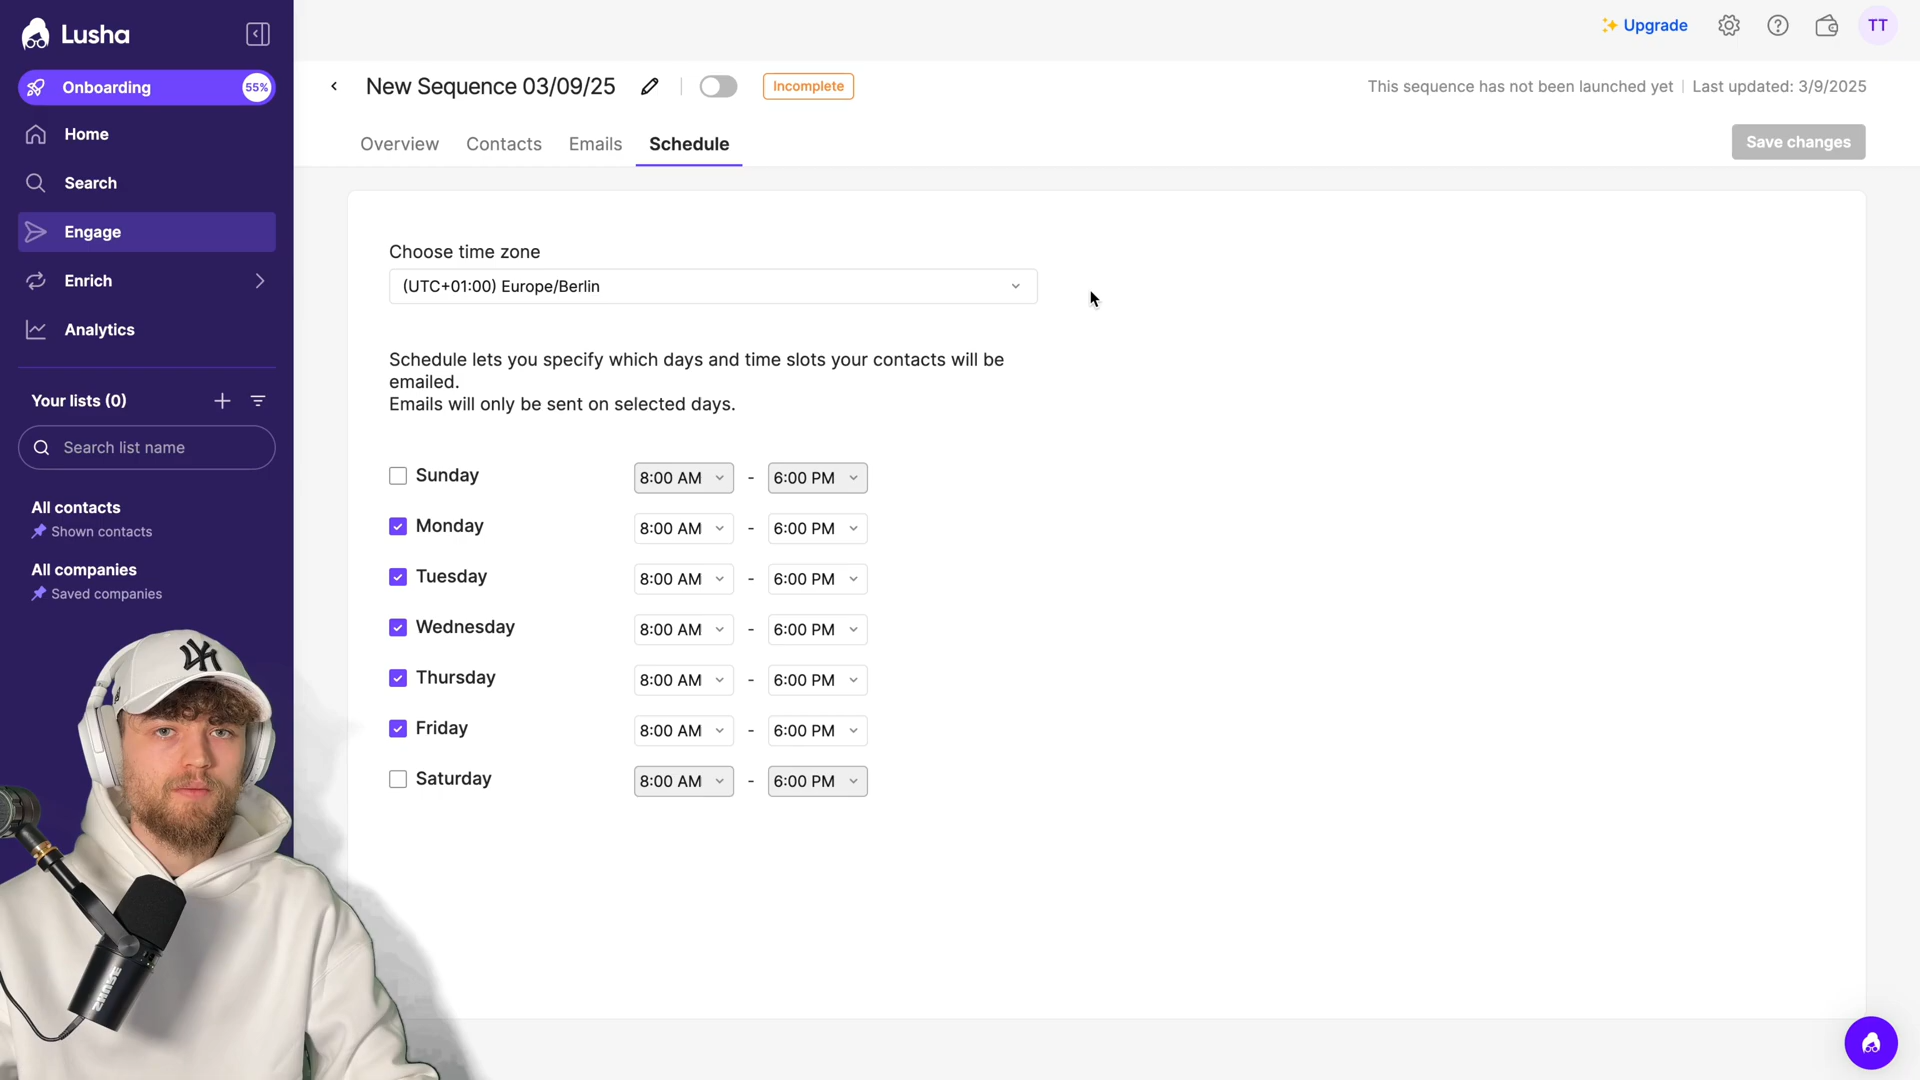 Lusha
Onboarding
55%
Home
Search
Engage
Enrich
Analytics
Your lists (0)
Search list name
All contacts
Shown contacts
All companies
Saved companies
Upgrade
TT
New Sequence 03/09/25
Incomplete
This sequence has not been launched yet
Last updated: 3/9/2025
Overview
Contacts
Emails
Schedule
Save changes
Choose time zone
(UTC+01:00) Europe/Berlin
Schedule lets you specify which days and time slots your contacts will be
emailed.
Emails will only be sent on selected days.
Sunday 8:00 AM - 6:00 PM
Monday 8:00 AM - 6:00 PM
Tuesday 8:00 AM - 6:00 PM
Wednesday 8:00 AM - 6:00 PM
Thursday 8:00 AM - 6:00 PM
Friday 8:00 AM - 6:00 PM
Saturday 8:00 AM - 6:00 PM
NY
SHURE